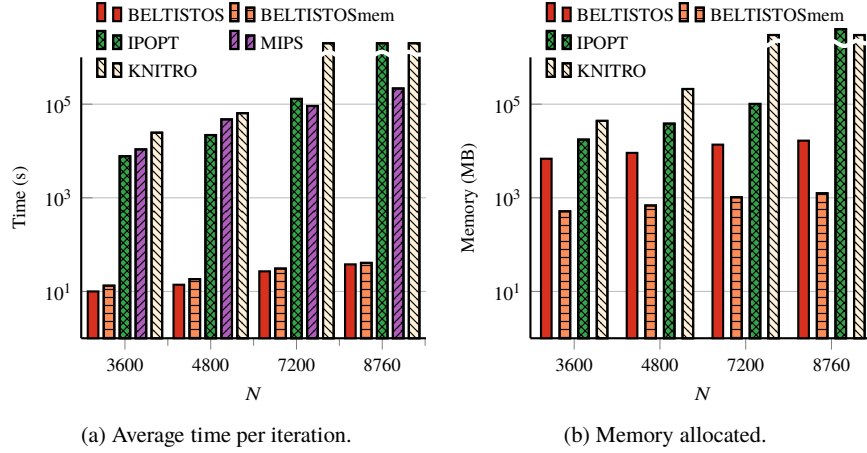 BELTISTOS BELTISTOSmem
IPOPT MIPS
KNITRO
10^5
10^3
10^1
Time (s)
3600 4800 7200 8760
N
(a) Average time per iteration.
BELTISTOS BELTISTOSmem
IPOPT
KNITRO
10^5
10^3
10^1
Memory (MB)
3600 4800 7200 8760
N
(b) Memory allocated.